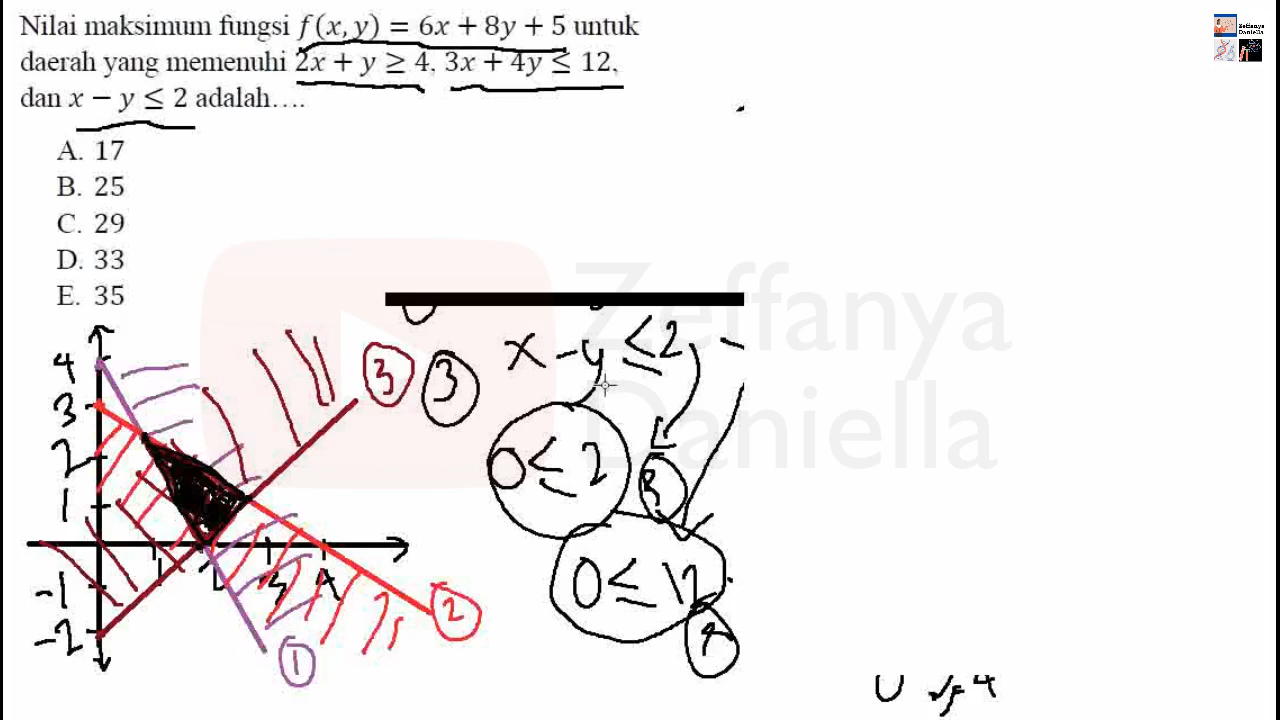 Nilai maksimum fungsi f(x, y) = 6x + 8y + 5 untuk
daerah yang memenuhi 2x + y ≥ 4, 3x + 4y ≤ 12,
dan x − y ≤ 2 adalah….
A. 17
B. 25
C. 29
D. 33
E. 35
Zeffanya
Daniella
Zeffanya
Daniella
3
3
x − y ≤ 2
0 ≤ 2
0 ≤ 12
4
3
2
1
-1
-2
1
3
4
2
1